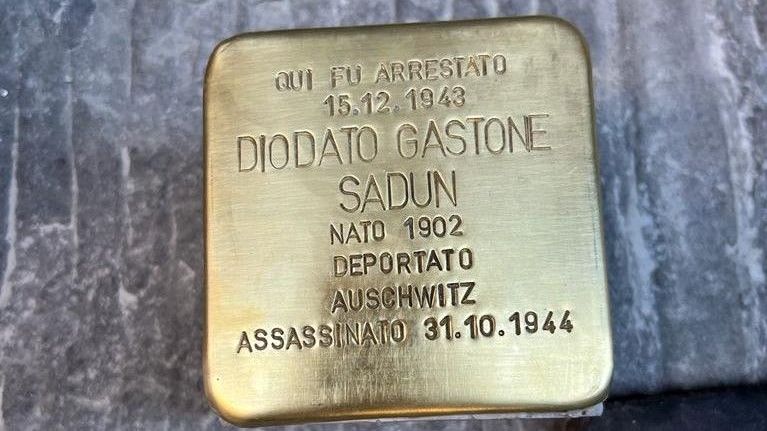 QUI FU ARRESTATO
15.12.1943
DIODATO GASTONE
SADUN
NATO 1902
DEPORTATO
AUSCHWITZ
ASSASSINATO 31.10.1944